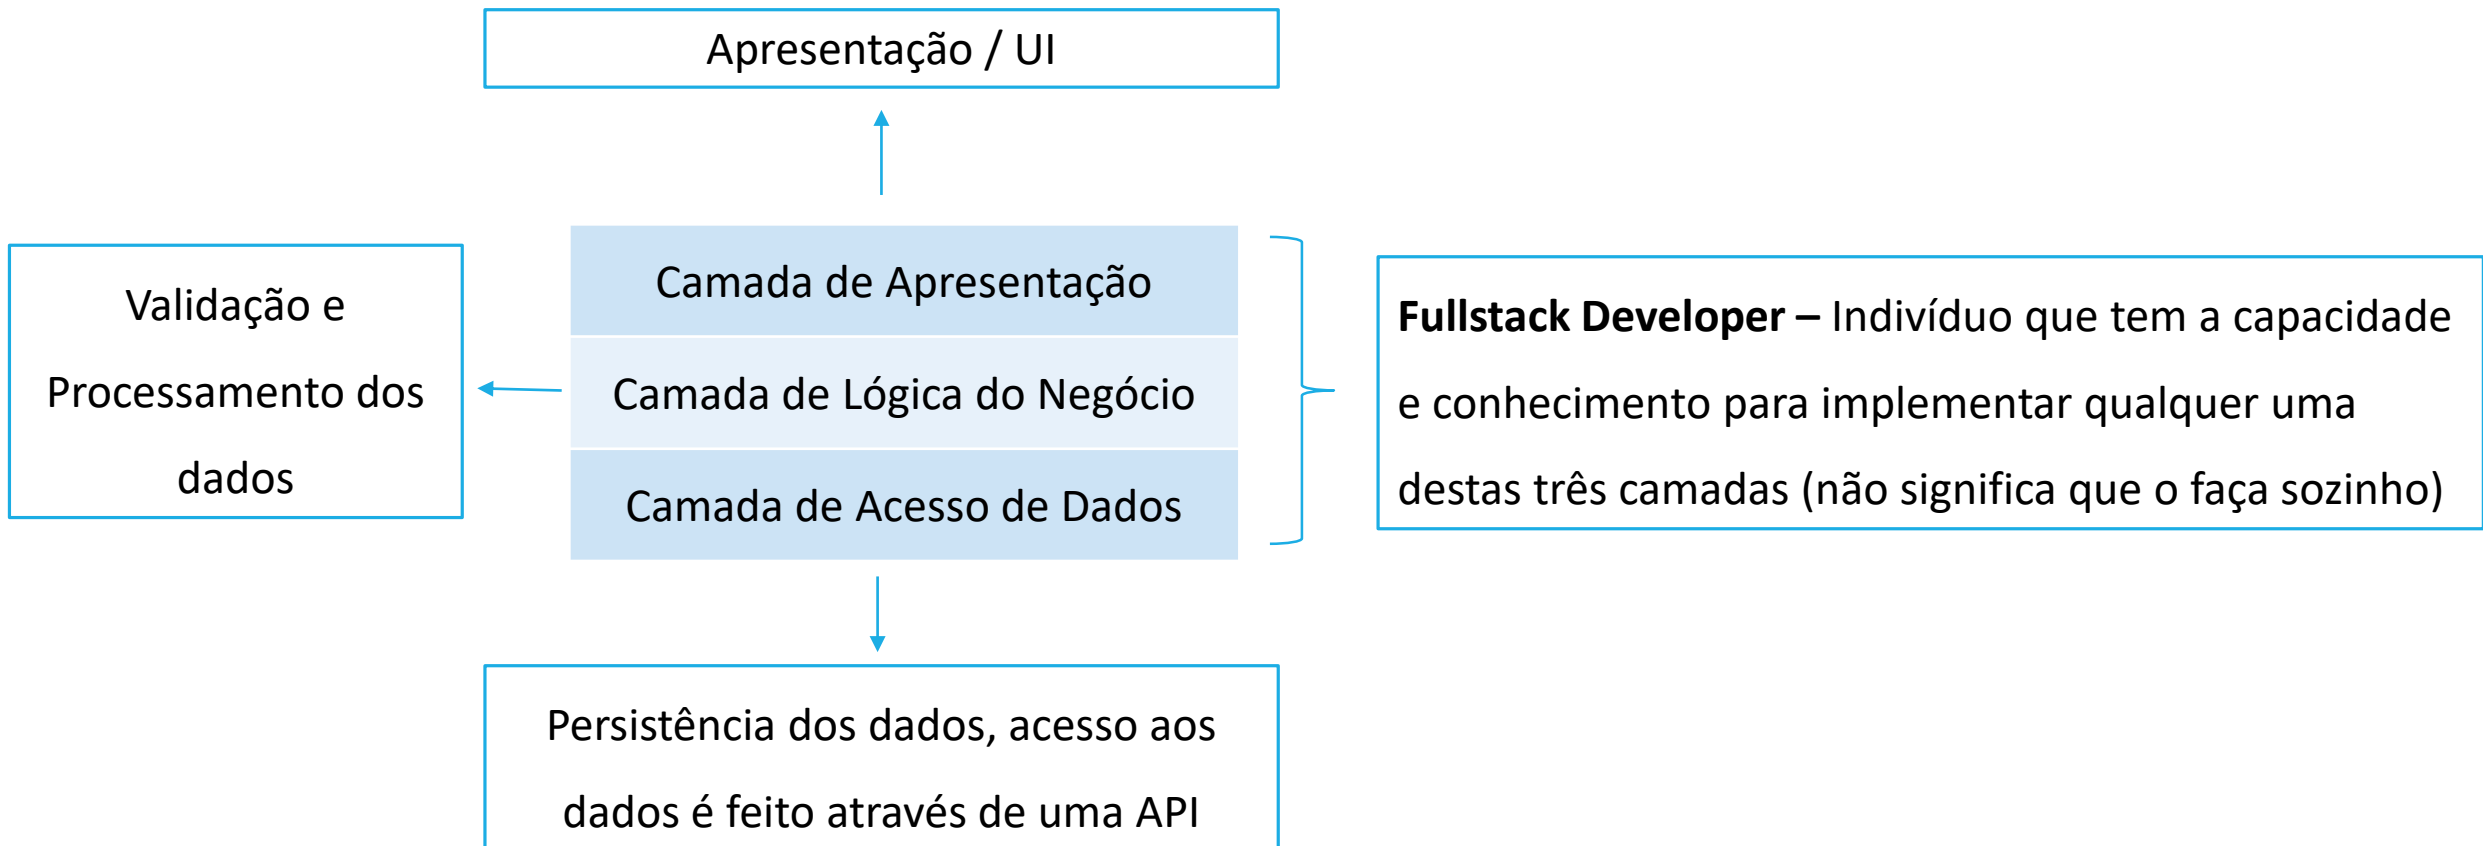 Apresentação / UI
Validação e
Processamento dos
dados
Camada de Apresentação
Camada de Lógica do Negócio
Camada de Acesso de Dados
Fullstack Developer – Indivíduo que tem a capacidade
e conhecimento para implementar qualquer uma
destas três camadas (não significa que o faça sozinho)
Persistência dos dados, acesso aos
dados é feito através de uma API